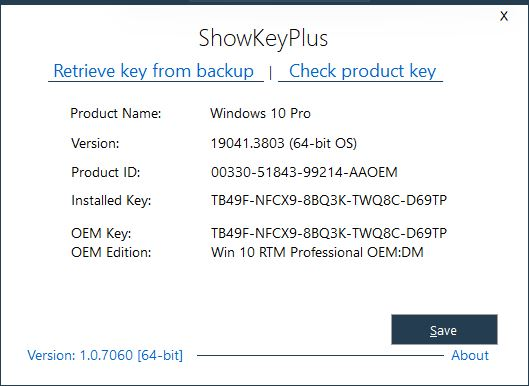 X
ShowKeyPlus
Retrieve key from backup | Check product key
Product Name: Windows 10 Pro
Version: 19041.3803 (64-bit OS)
Product ID: 00330-51843-99214-AAOEM
Installed Key: TB49F-NFCX9-8BQ3K-TWQ8C-D69TP
OEM Key: TB49F-NFCX9-8BQ3K-TWQ8C-D69TP
OEM Edition: Win 10 RTM Professional OEM:DM
Save
Version: 1.0.7060 [64-bit] About